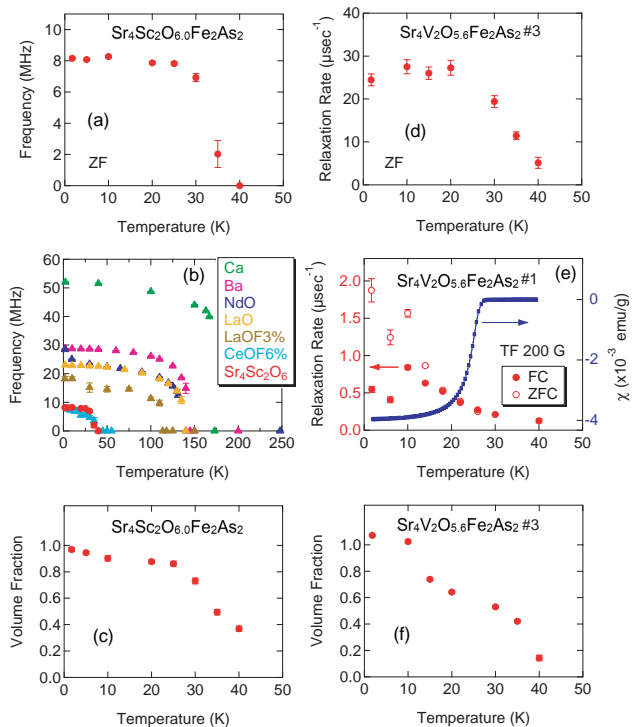 Sr4Sc2O6.0Fe2As2
Frequency (MHz)
10
8
6
4
2
0
(a)
ZF
0 10 20 30 40 50
Temperature (K)
Sr4V2O5.6Fe2As2 #3
Relaxation Rate (μsec-1)
40
30
20
10
0
(d)
ZF
0 10 20 30 40 50
Temperature (K)
Frequency (MHz)
60
50
40
30
20
10
0
(b)
Ca
Ba
NdO
LaO
LaOF3%
CeOF6%
Sr4Sc2O6
0 50 100 150 200 250
Temperature (K)
Sr4V2O5.6Fe2As2 #1
(e)
Relaxation Rate (μsec-1)
2.0
1.5
1.0
0.5
0.0
TF 200 G
FC
ZFC
0
-2
-4
χ (x10-3 emu/g)
0 10 20 30 40 50
Temperature (K)
Sr4Sc2O6.0Fe2As2
Volume Fraction
1.0
0.8
0.6
0.4
0.2
0.0
(c)
0 10 20 30 40 50
Temperature (K)
Sr4V2O5.6Fe2As2 #3
Volume Fraction
1.0
0.8
0.6
0.4
0.2
0.0
(f)
0 10 20 30 40 50
Temperature (K)